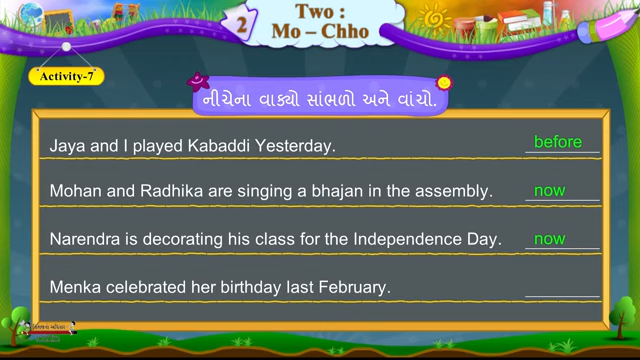 2
Two :
Mo – Chho
Activity-7
નીચેના વાક્યો સાંભળો અને વાંચો.
Jaya and I played Kabaddi Yesterday. before
Mohan and Radhika are singing a bhajan in the assembly. now
Narendra is decorating his class for the Independence Day. now
Menka celebrated her birthday last February.